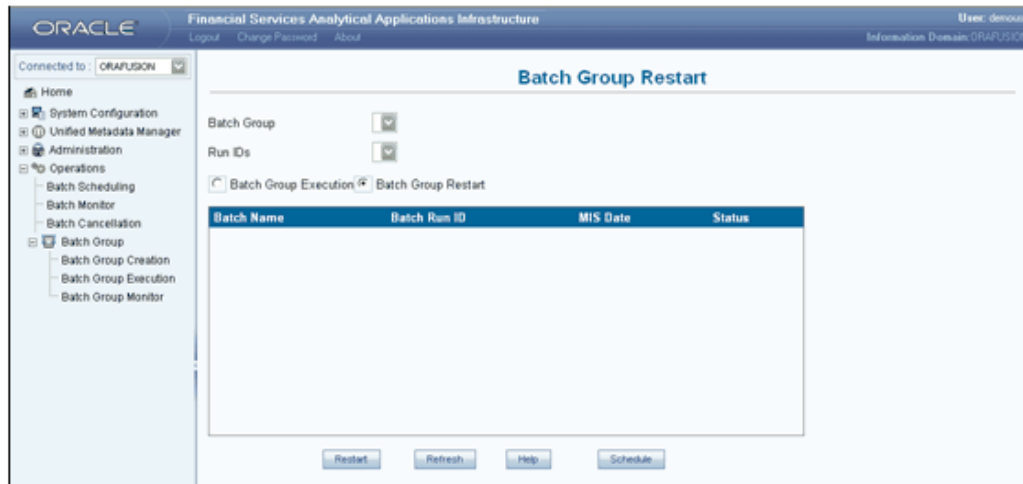 ORACLE
Financial Services Analytical Applications Infrastructure
Logout Change Password About
User: demous
Information Domain:ORAFUSION
Connected to : ORAFUSION
Home
System Configuration
Unified Metadata Manager
Administration
Operations
Batch Scheduling
Batch Monitor
Batch Cancellation
Batch Group
Batch Group Creation
Batch Group Execution
Batch Group Monitor
Batch Group Restart
Batch Group
Run IDs
Batch Group Execution Batch Group Restart
Batch Name Batch Run ID MIS Date Status
Restart Refresh Help Schedule